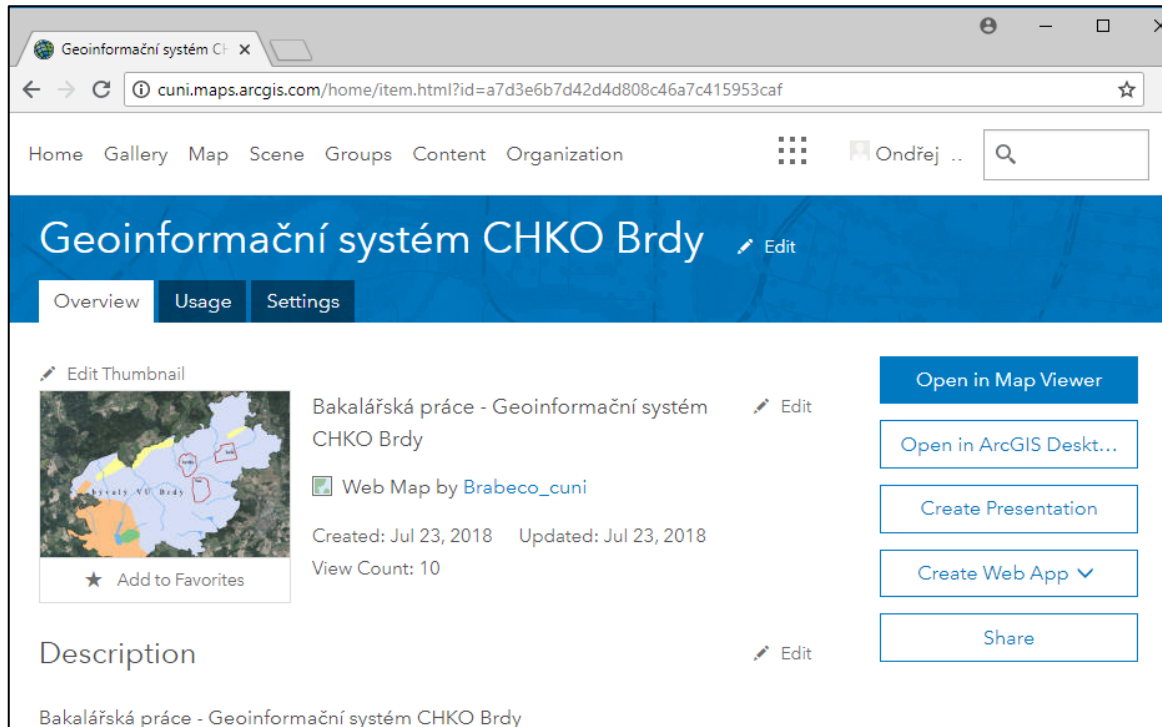 Geoinformační systém CH
cuni.maps.arcgis.com/home/item.html?id=a7d3e6b7d42d4d808c46a7c415953caf
Home Gallery Map Scene Groups Content Organization Ondřej ..
Geoinformační systém CHKO Brdy Edit
Overview Usage Settings
Edit Thumbnail
bývalý VÚ Brdy
Add to Favorites
Bakalářská práce - Geoinformační systém Edit
CHKO Brdy
Web Map by Brabeco_cuni
Created: Jul 23, 2018 Updated: Jul 23, 2018
View Count: 10
Open in Map Viewer
Open in ArcGIS Deskt...
Create Presentation
Create Web App
Share
Description Edit
Bakalářská práce - Geoinformační systém CHKO Brdy